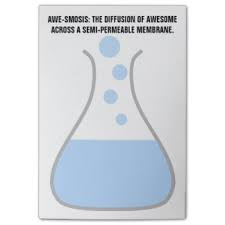 AWE-SMOSIS: THE DIFFUSION OF AWESOME
ACROSS A SEMI-PERMEABLE MEMBRANE.